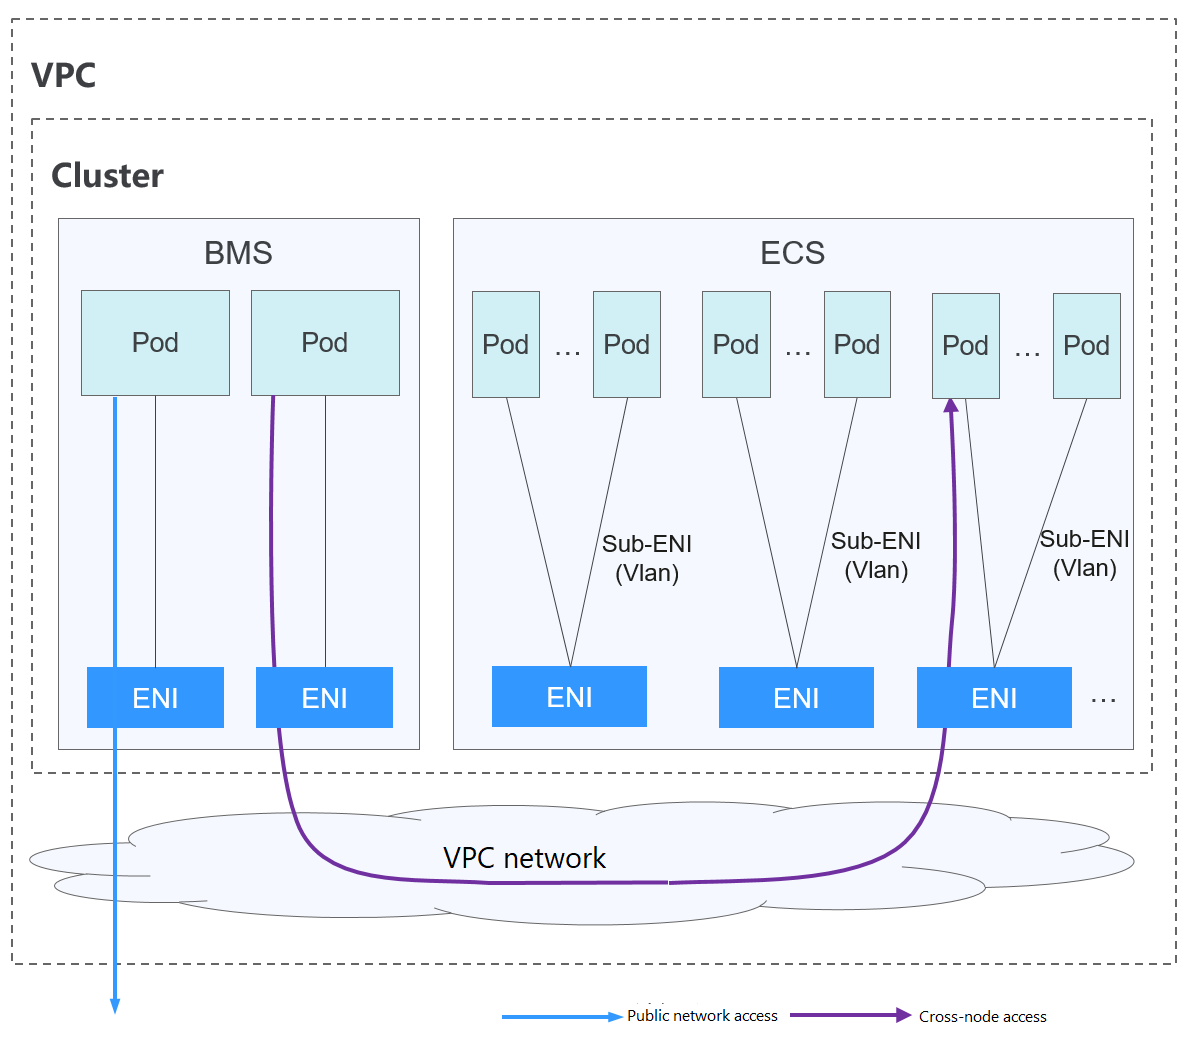 VPC
Cluster
BMS
ECS
Pod
Pod
Pod
...
Pod
Pod
...
Pod
Pod
...
Pod
Sub-ENI
(Vlan)
Sub-ENI
(Vlan)
Sub-ENI
(Vlan)
ENI
ENI
ENI
ENI
ENI
...
VPC network
Public network access
Cross-node access